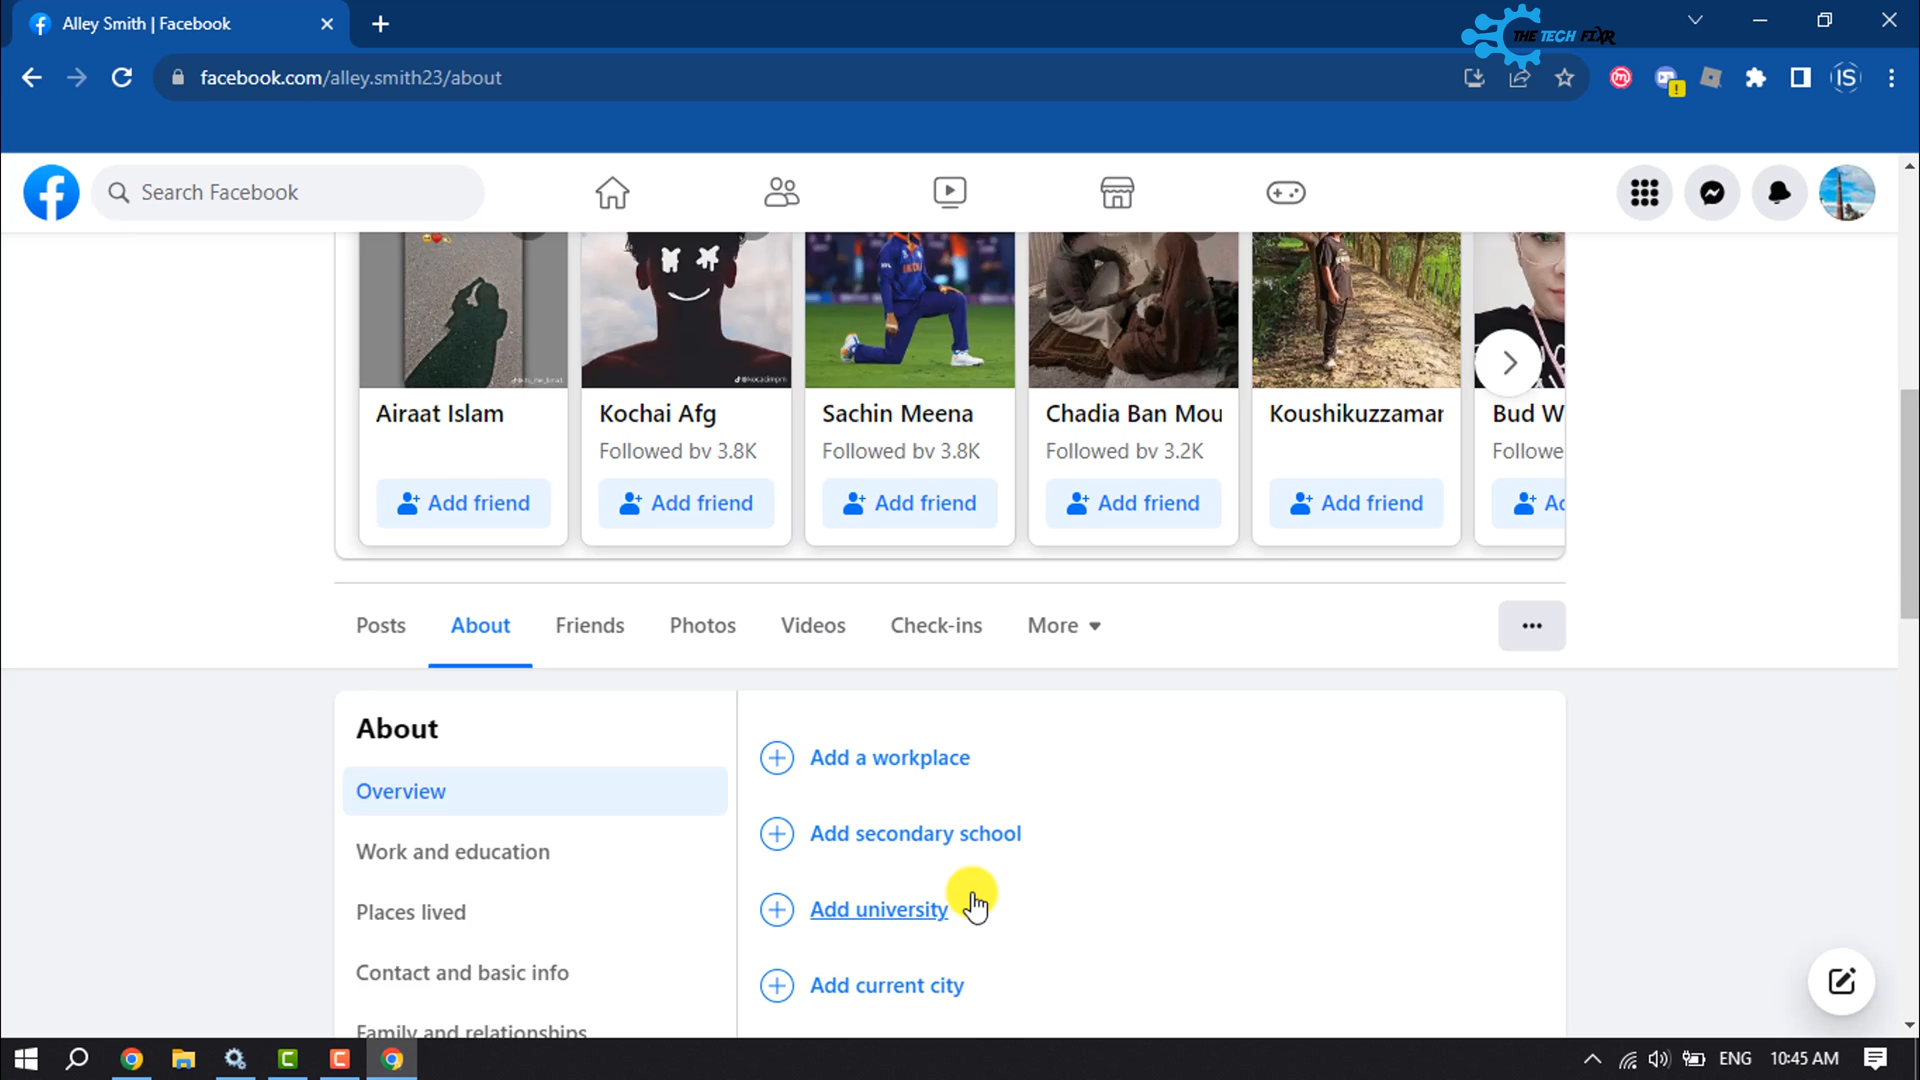 Alley Smith | Facebook
THE TECH FIXR
facebook.com/alley.smith23/about
IS
Search Facebook
Airaat Islam
Kochai Afg
Sachin Meena
Chadia Ban Mou
Koushikuzzamar
Bud W
Followed by 3.8K
Followed by 3.8K
Followed by 3.2K
Followe
Add friend
Add friend
Add friend
Add friend
Add friend
Ad
Posts
About
Friends
Photos
Videos
Check-ins
More
About
Overview
Work and education
Places lived
Contact and basic info
Family and relationships
Add a workplace
Add secondary school
Add university
Add current city
ENG
10:45 AM